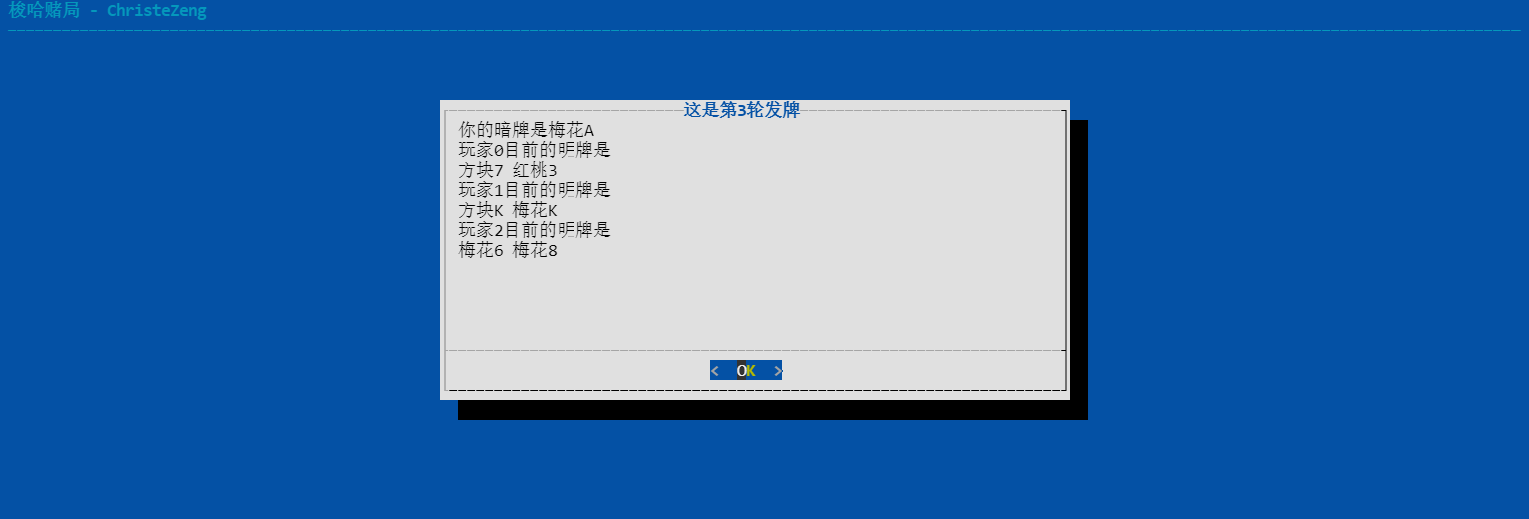 梭哈赌局 - ChristeZeng
这是第3轮发牌
你的暗牌是梅花A
玩家0目前的明牌是
方块7 红桃3
玩家1目前的明牌是
方块K 梅花K
玩家2目前的明牌是
梅花6 梅花8
< OK >